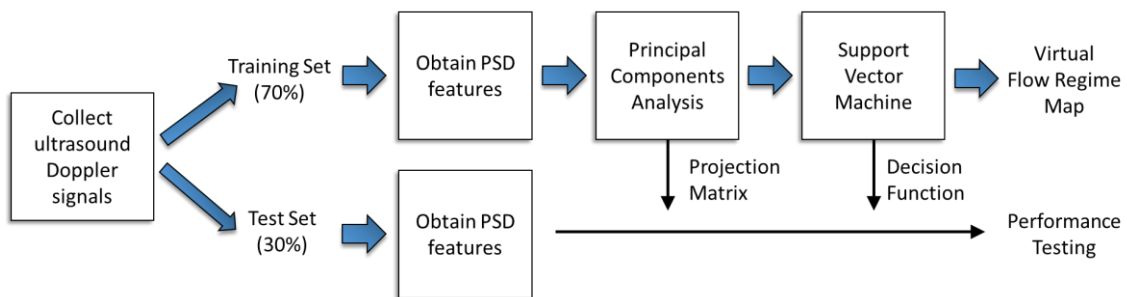 Collect
ultrasound
Doppler
signals
Training Set
(70%)
Obtain PSD
features
Principal
Components
Analysis
Support
Vector
Machine
Virtual
Flow Regime
Map
Projection
Matrix
Decision
Function
Test Set
(30%)
Obtain PSD
features
Performance
Testing